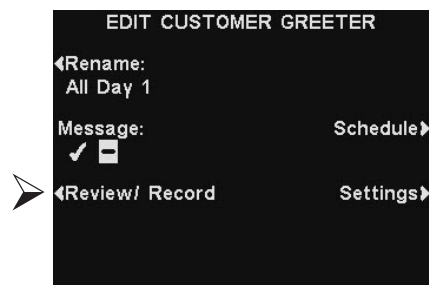 EDIT CUSTOMER GREETER
Rename:
All Day 1
Message: Schedule
Review/ Record Settings